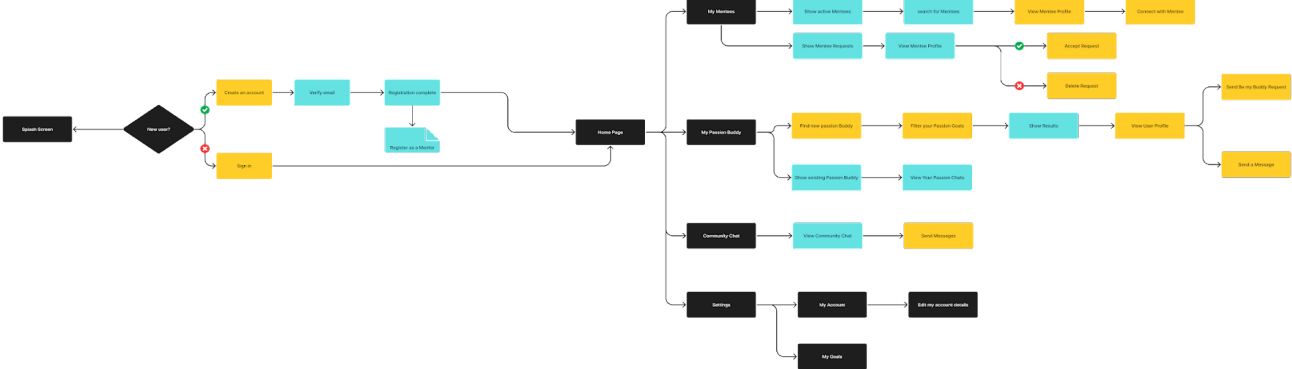 My Mentees
Show active Mentees
search for Mentees
View Mentee Profile
Connect with Mentee
Show Mentee Requests
View Mentee Profile
Accept Request
Delete Request
Create an account
Verify email
Registration complete
Send Be my Buddy Request
Splash Screen
New user?
Home Page
My Passion Buddy
Find new passion Buddy
Filter your Passion Goals
Show Results
View User Profile
Register as a Mentor
Sign in
Send a Message
Show existing Passion Buddy
View Your Passion Chats
Community Chat
View Community Chat
Send Messages
Settings
My Account
Edit my account details
My Goals